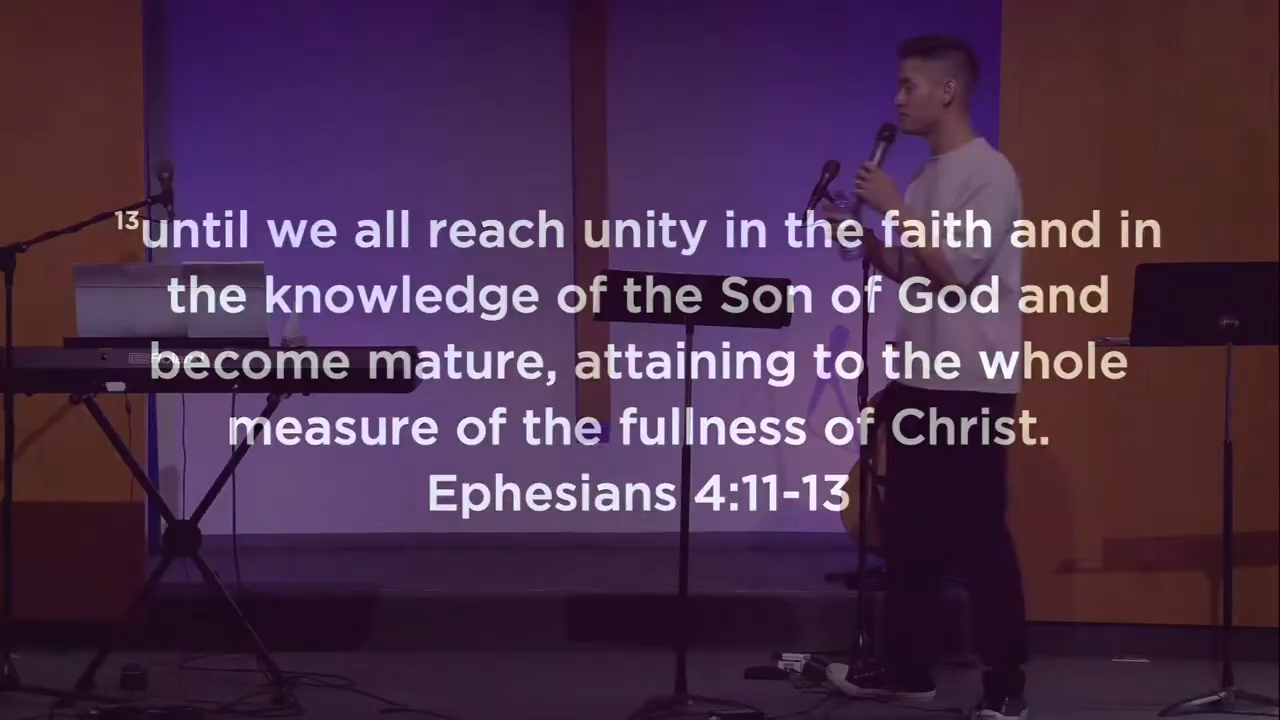 ¹³until we all reach unity in the faith and in
the knowledge of the Son of God and
become mature, attaining to the whole
measure of the fullness of Christ.
Ephesians 4:11-13